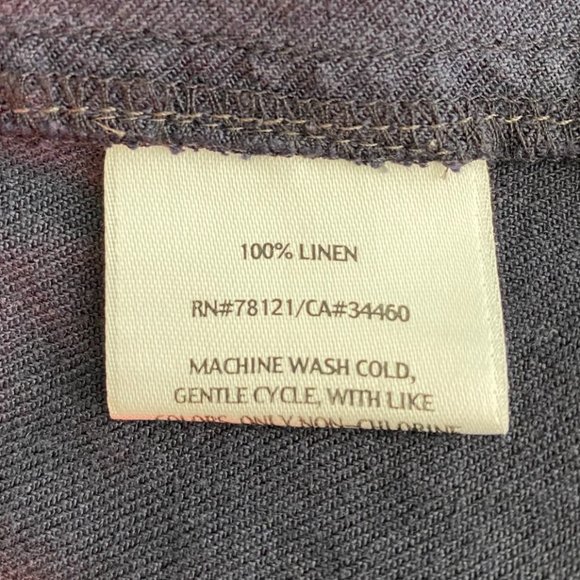 100% LINEN
RN#78121/CA#34460
MACHINE WASH COLD,
GENTLE CYCLE, WITH LIKE
COLORS. ONLY NON-CHLORINE